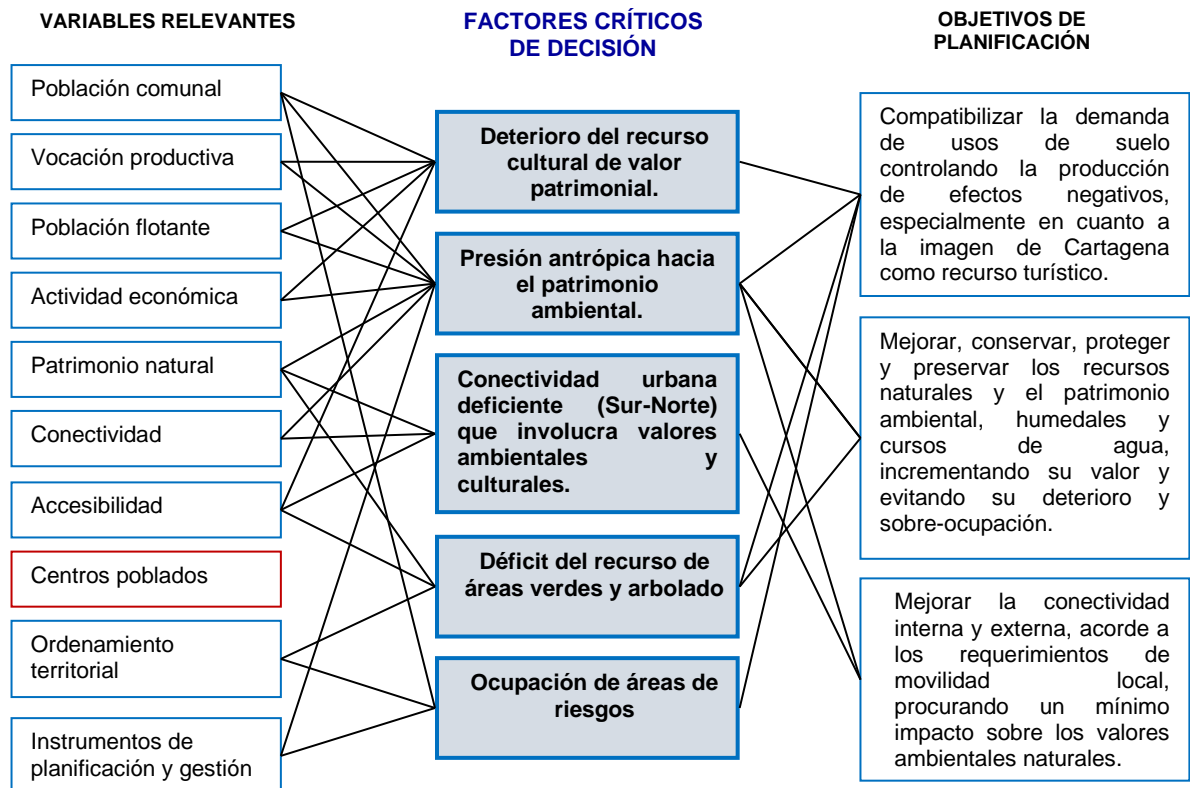 VARIABLES RELEVANTES
Población comunal
Vocación productiva
Población flotante
Actividad económica
Patrimonio natural
Conectividad
Accesibilidad
Centros poblados
Ordenamiento
territorial
Instrumentos de
planificación y gestión
FACTORES CRÍTICOS
DE DECISIÓN
Deterioro del recurso
cultural de valor
patrimonial.
Presión antrópica hacia
el patrimonio
ambiental.
Conectividad urbana
deficiente (Sur-Norte)
que involucra valores
ambientales y
culturales.
Déficit del recurso de
áreas verdes y arbolado
Ocupación de áreas de
riesgos
OBJETIVOS DE
PLANIFICACIÓN
Compatibilizar la demanda
de usos de suelo
controlando la producción
de efectos negativos,
especialmente en cuanto a
la imagen de Cartagena
como recurso turístico.
Mejorar, conservar, proteger
y preservar los recursos
naturales y el patrimonio
ambiental, humedales y
cursos de agua,
incrementando su valor y
evitando su deterioro y
sobre-ocupación.
Mejorar la conectividad
interna y externa, acorde a
los requerimientos de
movilidad local,
procurando un mínimo
impacto sobre los valores
ambientales naturales.